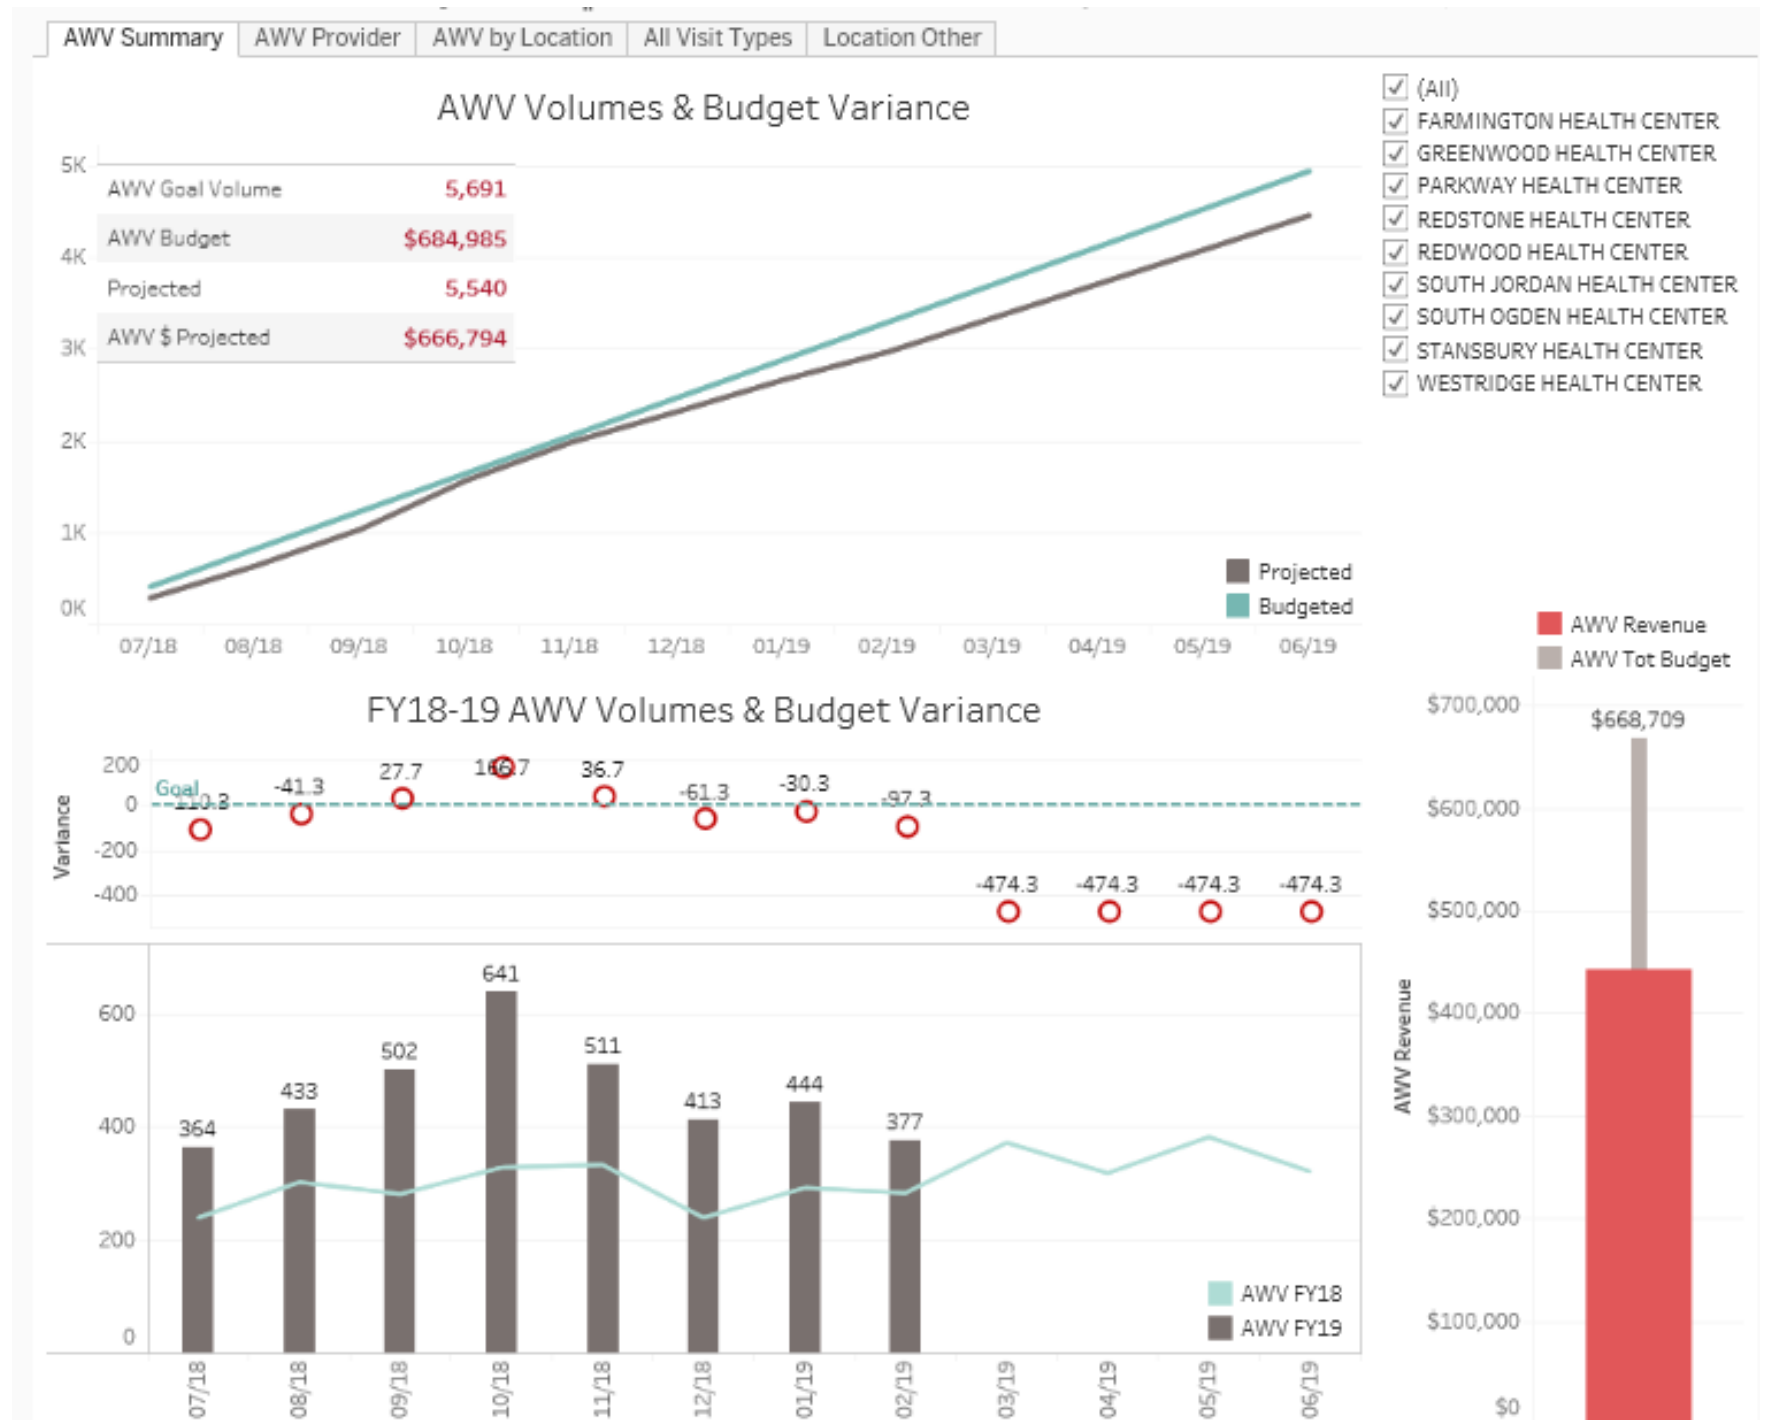 AWV Summary AWV Provider AWV by Location All Visit Types Location Other
AWV Volumes & Budget Variance
5K
4K
3K
2K
1K
0K
AWV Goal Volume 5,691
AWV Budget $684,985
Projected 5,540
AWV $ Projected $666,794
Projected
Budgeted
07/18 08/18 09/18 10/18 11/18 12/18 01/19 02/19 03/19 04/19 05/19 06/19
(All)
FARMINGTON HEALTH CENTER
GREENWOOD HEALTH CENTER
PARKWAY HEALTH CENTER
REDSTONE HEALTH CENTER
REDWOOD HEALTH CENTER
SOUTH JORDAN HEALTH CENTER
SOUTH OGDEN HEALTH CENTER
STANSBURY HEALTH CENTER
WESTRIDGE HEALTH CENTER
FY18-19 AWV Volumes & Budget Variance
Variance
200
0
-200
-400
Goal
-110.3 -41.3 27.7 166.7 36.7 -61.3 -30.3 -97.3 -474.3 -474.3 -474.3 -474.3
600
400
200
0
364 433 502 641 511 413 444 377
AWV FY18
AWV FY19
07/18 08/18 09/18 10/18 11/18 12/18 01/19 02/19 03/19 04/19 05/19 06/19
AWV Revenue
AWV Tot Budget
AWV Revenue
$700,000
$600,000
$500,000
$400,000
$300,000
$200,000
$100,000
$0
$668,709